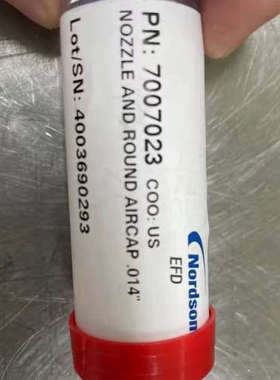 PN: 7007023 COO: US
NOZZLE AND ROUND AIRCAP .014"
Lot/SN: 4003690293
Nordson
EFD